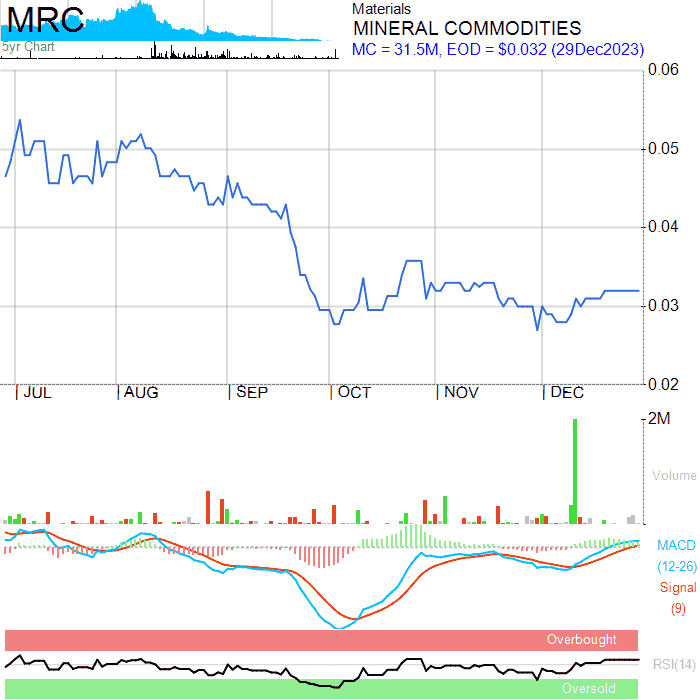 MRC
5yr Chart
Materials
MINERAL COMMODITIES
MC = 31.5M, EOD = $0.032 (29Dec2023)
0.06
0.05
0.04
0.03
0.02
JUL AUG SEP OCT NOV DEC
2M
Volume
MACD
(12-26)
Signal
(9)
Overbought
RSI(14)
Oversold